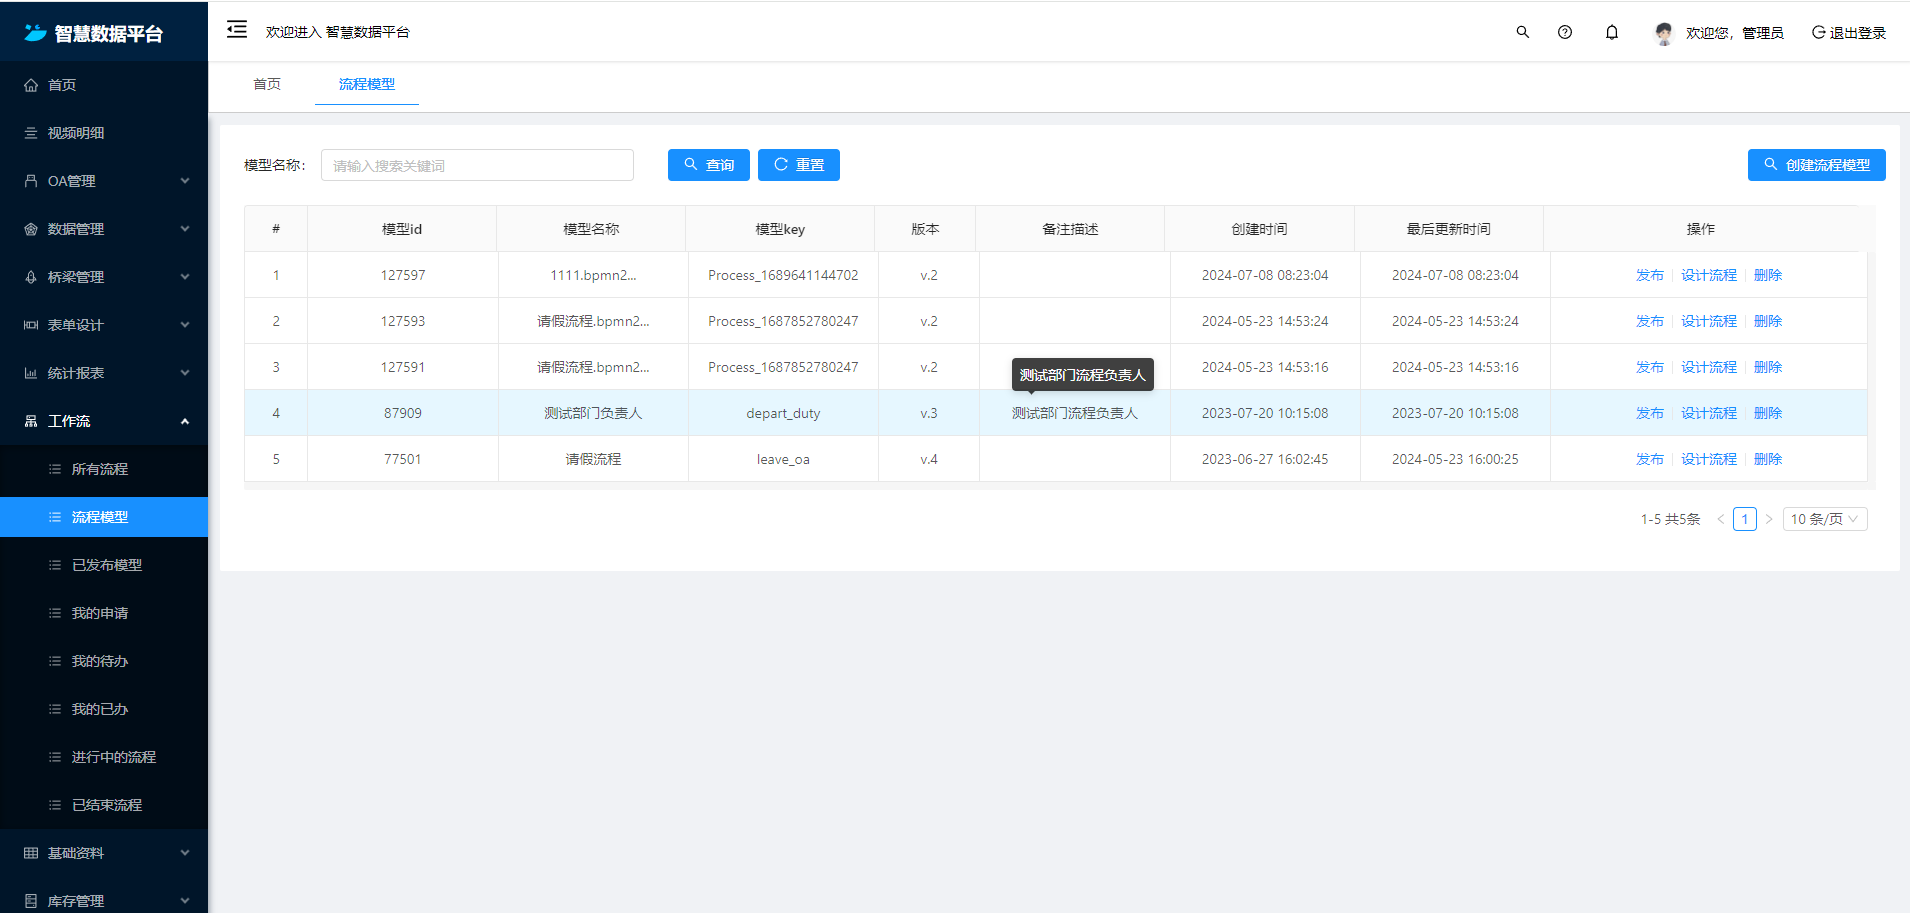 智慧数据平台
欢迎进入 智慧数据平台
欢迎您，管理员
退出登录
首页
视频明细
OA管理
数据管理
桥梁管理
表单设计
统计报表
工作流
所有流程
流程模型
已发布模型
我的申请
我的待办
我的已办
进行中的流程
已结束流程
基础资料
库存管理
首页 流程模型
模型名称： 请输入搜索关键词 查询 重置 创建流程模型
# 模型id 模型名称 模型key 版本 备注描述 创建时间 最后更新时间 操作
1 127597 1111.bpmn2... Process_1689641144702 v.2 2024-07-08 08:23:04 2024-07-08 08:23:04 发布 设计流程 删除
2 127593 请假流程.bpmn2... Process_1687852780247 v.2 2024-05-23 14:53:24 2024-05-23 14:53:24 发布 设计流程 删除
3 127591 请假流程.bpmn2... Process_1687852780247 v.2 2024-05-23 14:53:16 2024-05-23 14:53:16 发布 设计流程 删除
测试部门流程负责人
4 87909 测试部门负责人 depart_duty v.3 测试部门流程负责人 2023-07-20 10:15:08 2023-07-20 10:15:08 发布 设计流程 删除
5 77501 请假流程 leave_oa v.4 2023-06-27 16:02:45 2024-05-23 16:00:25 发布 设计流程 删除
1-5 共5条 < 1 > 10 条/页